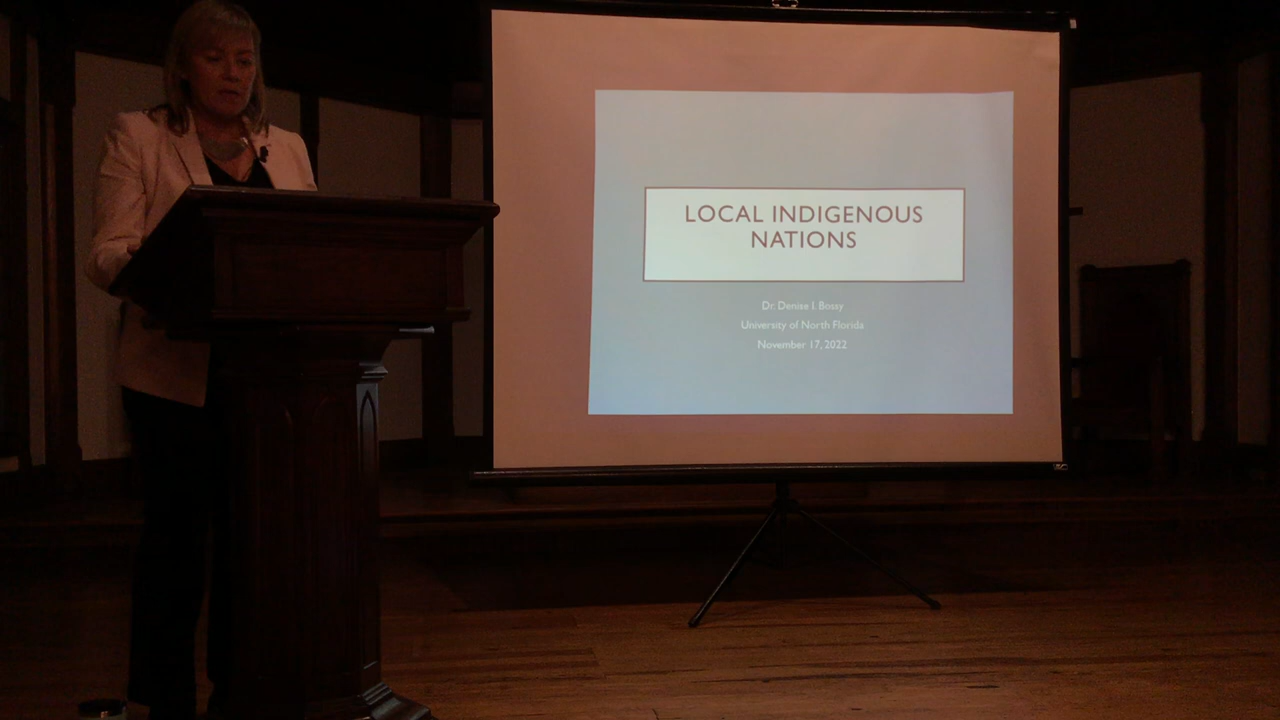 LOCAL INDIGENOUS
NATIONS
Dr. Denise I. Bossy
University of North Florida
November 17, 2022